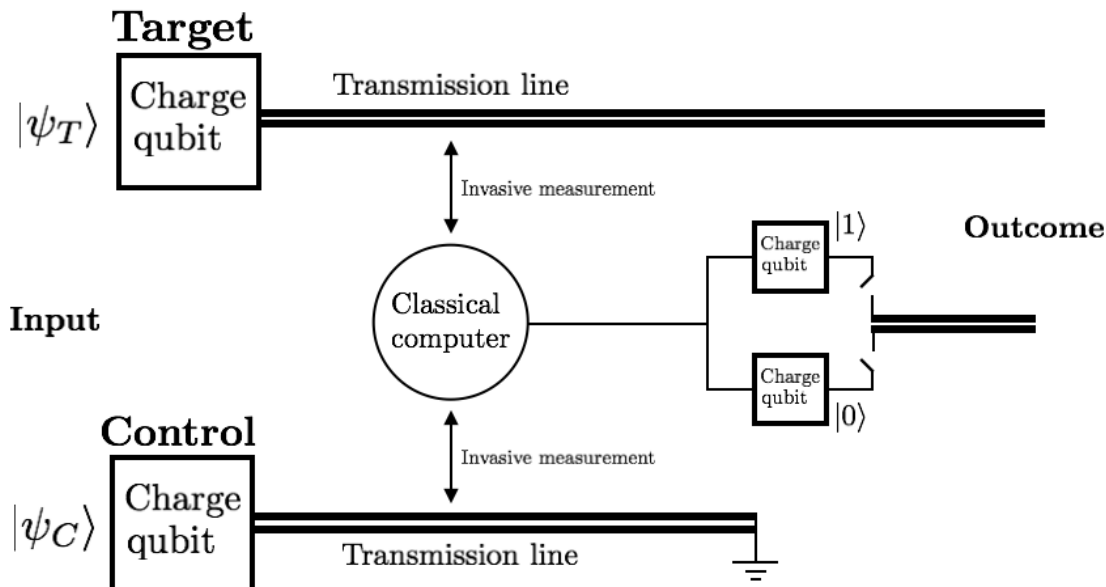 Target
|ψ_T⟩
Charge
qubit
Transmission line
Invasive measurement
Charge
qubit
|1⟩
Outcome
Input
Classical
computer
Charge
qubit
|0⟩
Invasive measurement
Control
|ψ_C⟩
Charge
qubit
Transmission line